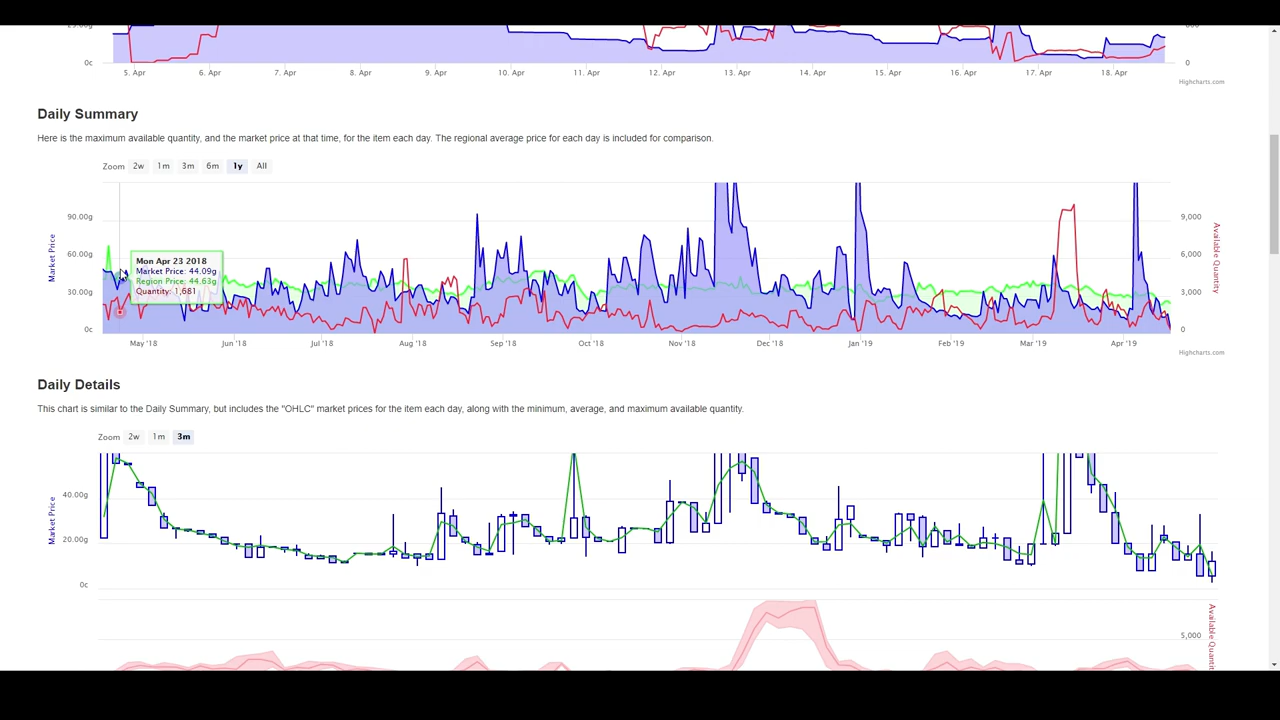 0c
0
5. Apr 6. Apr 7. Apr 8. Apr 9. Apr 10. Apr 11. Apr 12. Apr 13. Apr 14. Apr 15. Apr 16. Apr 17. Apr 18. Apr
Highcharts.com
Daily Summary
Here is the maximum available quantity, and the market price at that time, for the item each day. The regional average price for each day is included for comparison.
Zoom 2w 1m 3m 6m 1y All
Market Price
90.00g
60.00g
30.00g
0c
Mon Apr 23 2018
Market Price: 44.09g
Region Price: 44.63g
Quantity: 1,681
9,000
6,000
3,000
0
Available Quantity
May '18 Jun '18 Jul '18 Aug '18 Sep '18 Oct '18 Nov '18 Dec '18 Jan '19 Feb '19 Mar '19 Apr '19
Highcharts.com
Daily Details
This chart is similar to the Daily Summary, but includes the "OHLC" market prices for the item each day, along with the minimum, average, and maximum available quantity.
Zoom 2w 1m 3m
Market Price
40.00g
20.00g
0c
5,000
Available Quantit